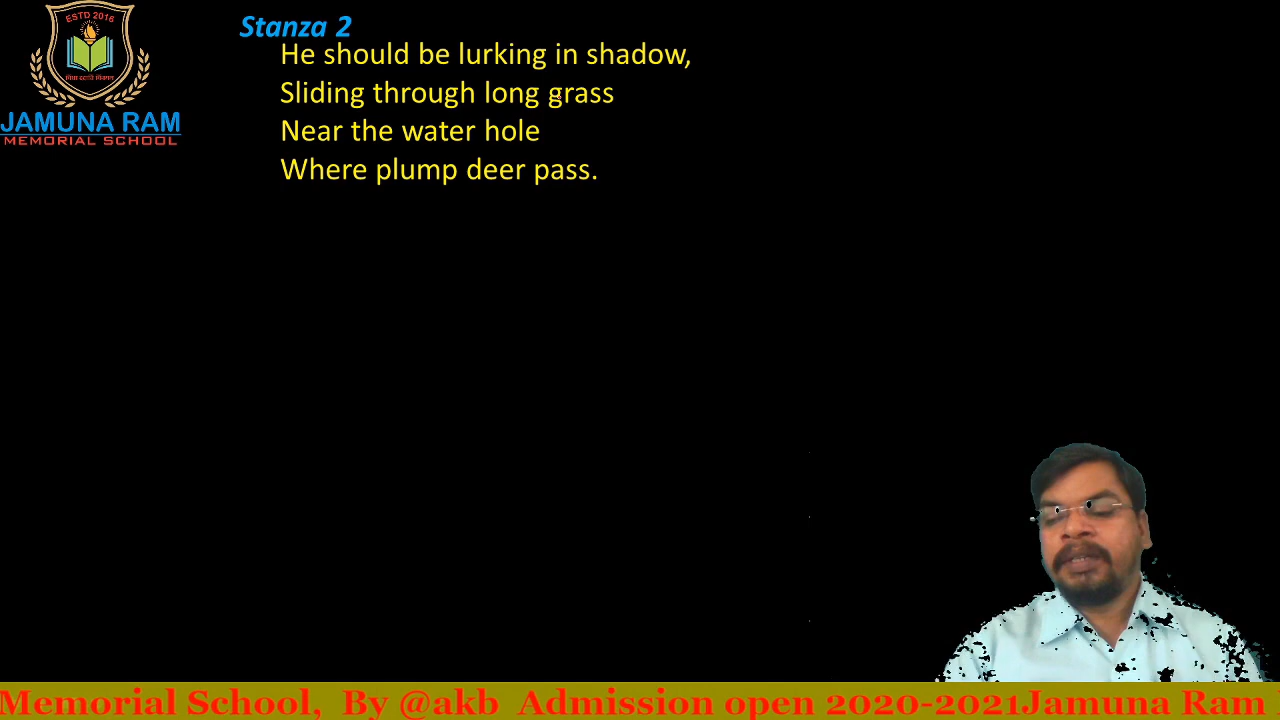 ESTD 2016
JAMUNA RAM
MEMORIAL SCHOOL
Stanza 2
He should be lurking in shadow,
Sliding through long grass
Near the water hole
Where plump deer pass.
Memorial School, By @akb Admission open 2020-2021Jamuna Ram